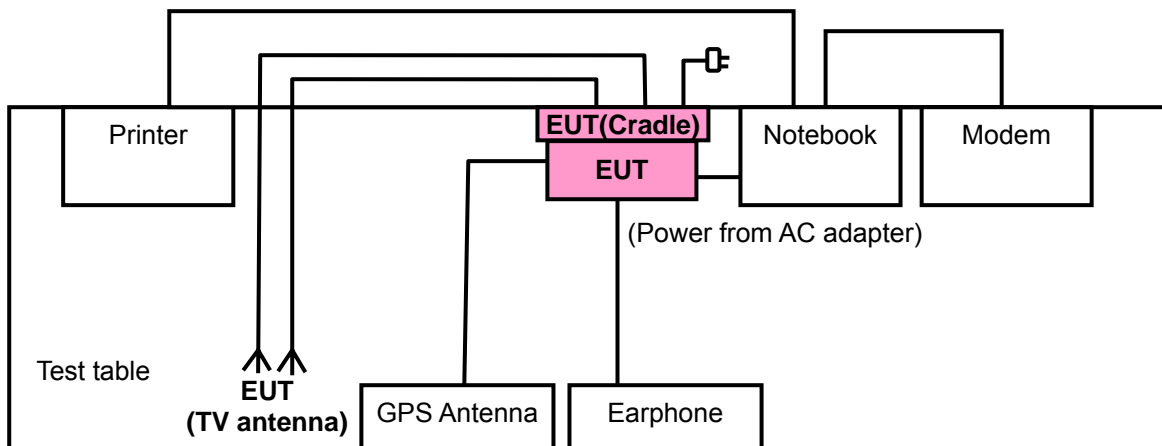 EUT(Cradle)
Printer
Notebook
Modem
EUT
(Power from AC adapter)
Test table
EUT
(TV antenna)
GPS Antenna
Earphone